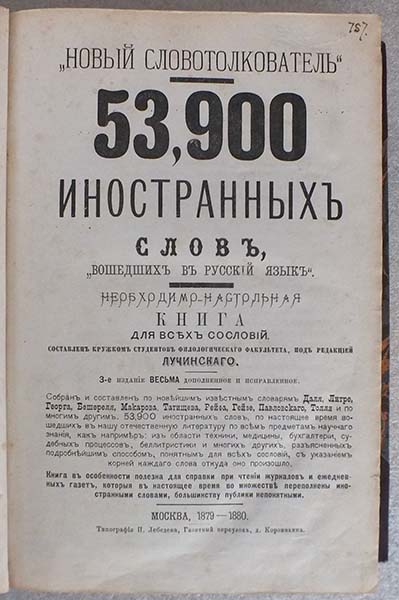 757.
„НОВЫЙ СЛОВОТОЛКОВАТЕЛЬ“
53,900
ИНОСТРАННЫХЪ
СЛОВЪ,
„ВОШЕДШИХЪ ВЪ РУССКІЙ ЯЗЫКЪ“.
НЕОБХОДИМО-НАСТОЛЬНАЯ
КНИГА
ДЛЯ ВСѢХЪ СОСЛОВІЙ.
СОСТАВЛЕНЪ КРУЖКОМЪ СТУДЕНТОВЪ ФИЛОЛОГИЧЕСКАГО ФАКУЛЬТЕТА, ПОДЪ РЕДАКЦІЕЙ
ЛУЧИНСКАГО.
3-е изданіе ВЕСЬМА дополненное и исправленное.
Собранъ и составленъ по новѣйшимъ извѣстнымъ словарямъ Даля, Литре,
Георга, Бешереля, Макарова, Татищева, Рейфа, Гейзе, Павловскаго, Толля и по
многимъ другимъ. 53,900 иностранныхъ словъ, по настоящее время во-
шедшихъ въ нашу отечественную литературу по всѣмъ предметамъ научна-
го знанія, какъ напримѣръ: изъ области техники, медицины, бухгалтеріи, су-
дебныхъ процессовъ, беллитристики и многихъ другихъ, разъясненныхъ
подробнѣйшимъ способомъ, понятнымъ для всѣхъ сословій, съ указаніемъ
корней каждаго слова откуда оно произошло.
Книга въ особенности полезна для справки при чтеніи журналовъ и ежеднев-
ныхъ газетъ, которыя въ настоящее время во множествѣ переполнены ино-
странными словами, большинству публики непонятными.
МОСКВА, 1879—1880.
Типографія П. Лебедева, Газетный переулокъ, д. Коровникова.